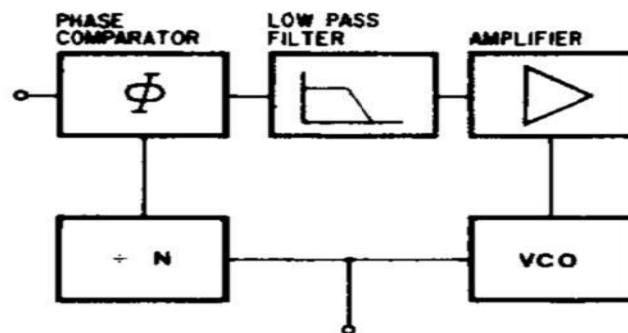 PHASE
COMPARATOR
LOW PASS
FILTER
AMPLIFIER
Φ
÷ N
VCO